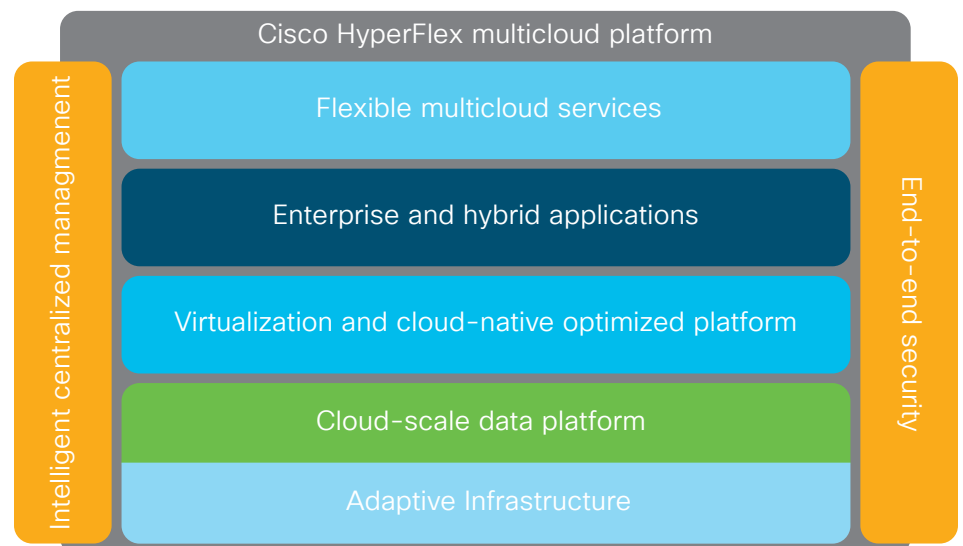 Cisco HyperFlex multicloud platform
Intelligent centralized managmenent
Flexible multicloud services
Enterprise and hybrid applications
Virtualization and cloud-native optimized platform
Cloud-scale data platform
Adaptive Infrastructure
End-to-end security